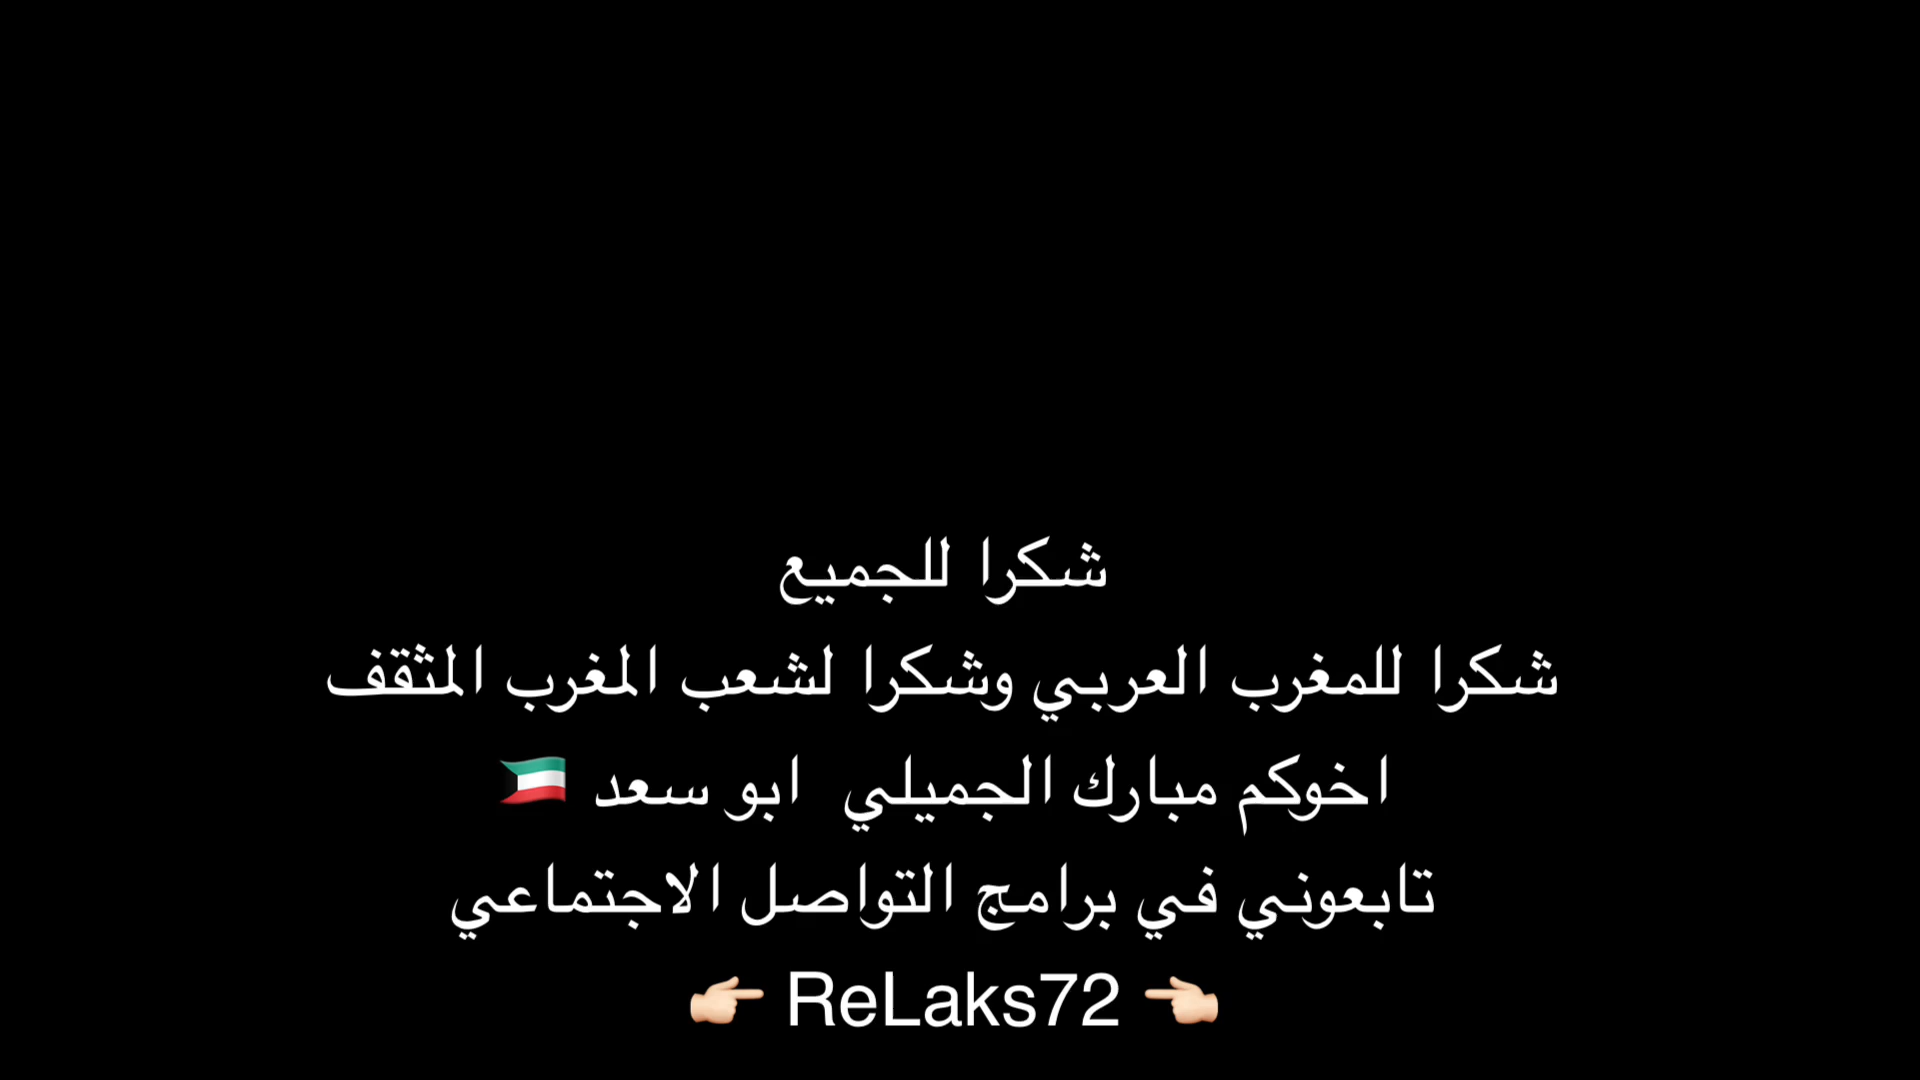 شكرا للجميع
شكرا للمغرب العربي وشكرا لشعب المغرب المثقف
اخوكم مبارك الجميلي  ابو سعد 🇰🇼
تابعوني في برامج التواصل الاجتماعي
👉🏻 ReLaks72 👈🏻